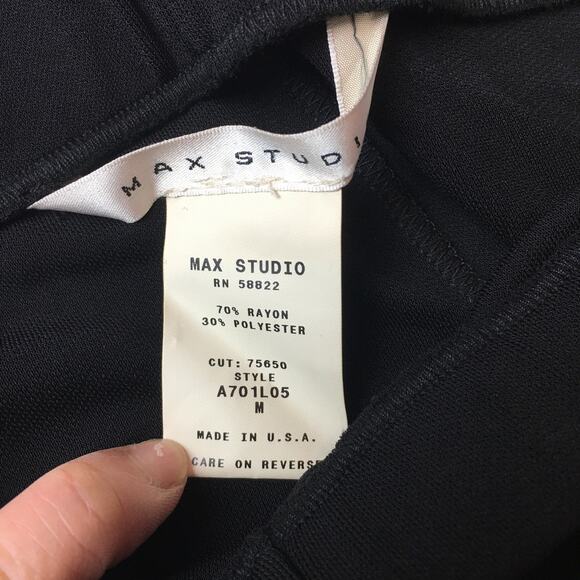 MAX STUDI
MAX STUDIO
RN 58822
70% RAYON
30% POLYESTER
CUT: 75650
STYLE
A701L05
M
MADE IN U.S.A.
CARE ON REVERSE